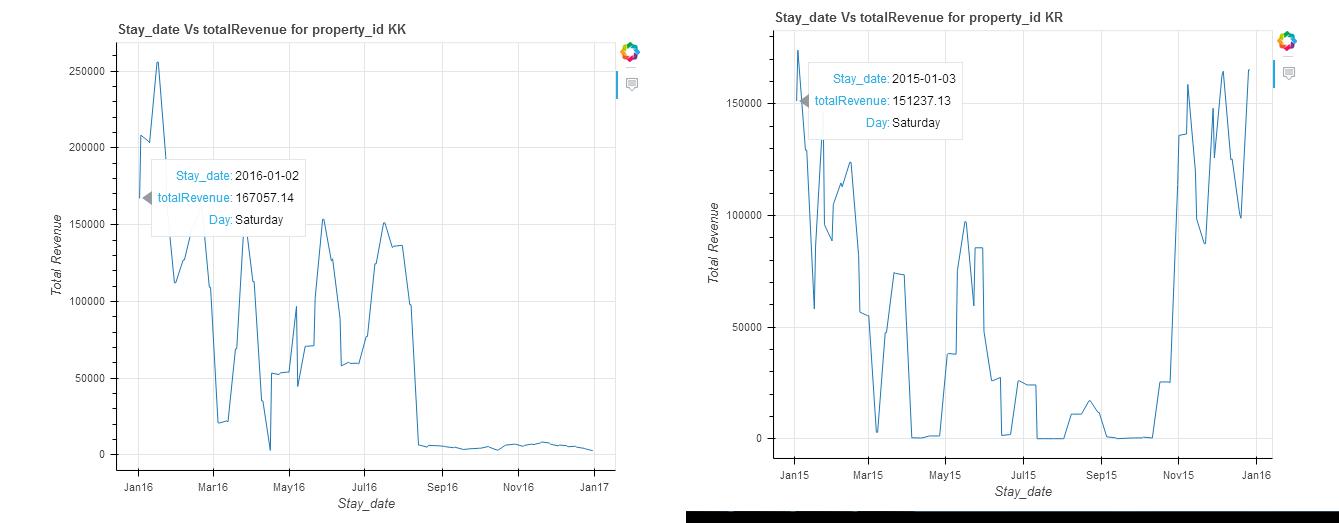 Stay_date Vs totalRevenue for property_id KK
250000
200000
150000
100000
50000
0
Total Revenue
Stay_date: 2016-01-02
totalRevenue: 167057.14
Day: Saturday
Jan16 Mar16 May16 Jul16 Sep16 Nov16 Jan17
Stay_date
Stay_date Vs totalRevenue for property_id KR
150000
100000
50000
0
Total Revenue
Stay_date: 2015-01-03
totalRevenue: 151237.13
Day: Saturday
Jan15 Mar15 May15 Jul15 Sep15 Nov15 Jan16
Stay_date